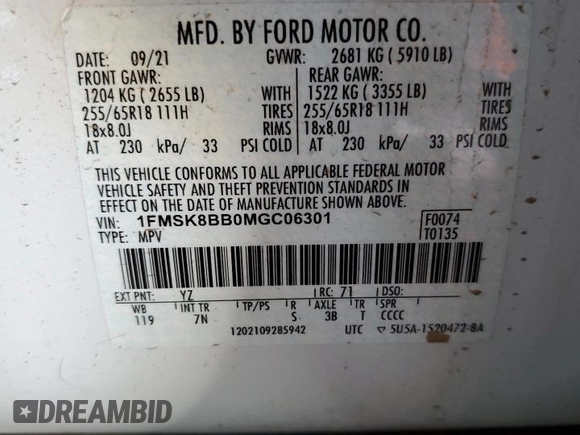 MFD. BY FORD MOTOR CO.
DATE: 09/21 GVWR: 2681 KG ( 5910 LB)
FRONT GAWR: REAR GAWR:
1204 KG ( 2655 LB) WITH 1522 KG ( 3355 LB) WITH
255/65R18 111H TIRES 255/65R18 111H TIRES
18x8.0J RIMS 18x8.0J RIMS
AT 230 kPa/ 33 PSI COLD AT 230 kPa/ 33 PSI COLD
THIS VEHICLE CONFORMS TO ALL APPLICABLE FEDERAL MOTOR
VEHICLE SAFETY AND THEFT PREVENTION STANDARDS IN
EFFECT ON THE DATE OF MANUFACTURE SHOWN ABOVE.
VIN: 1FMSK8BB0MGC06301 F0074
TYPE: MPV T0135
EXT PNT: YZ RC: 71 DSO:
WB INT TR TP/PS R AXLE TR SPR
119 7N S 3B T CCCC
1202109285942 UTC ▽ 5U5A-1520472-BA
DREAMBID